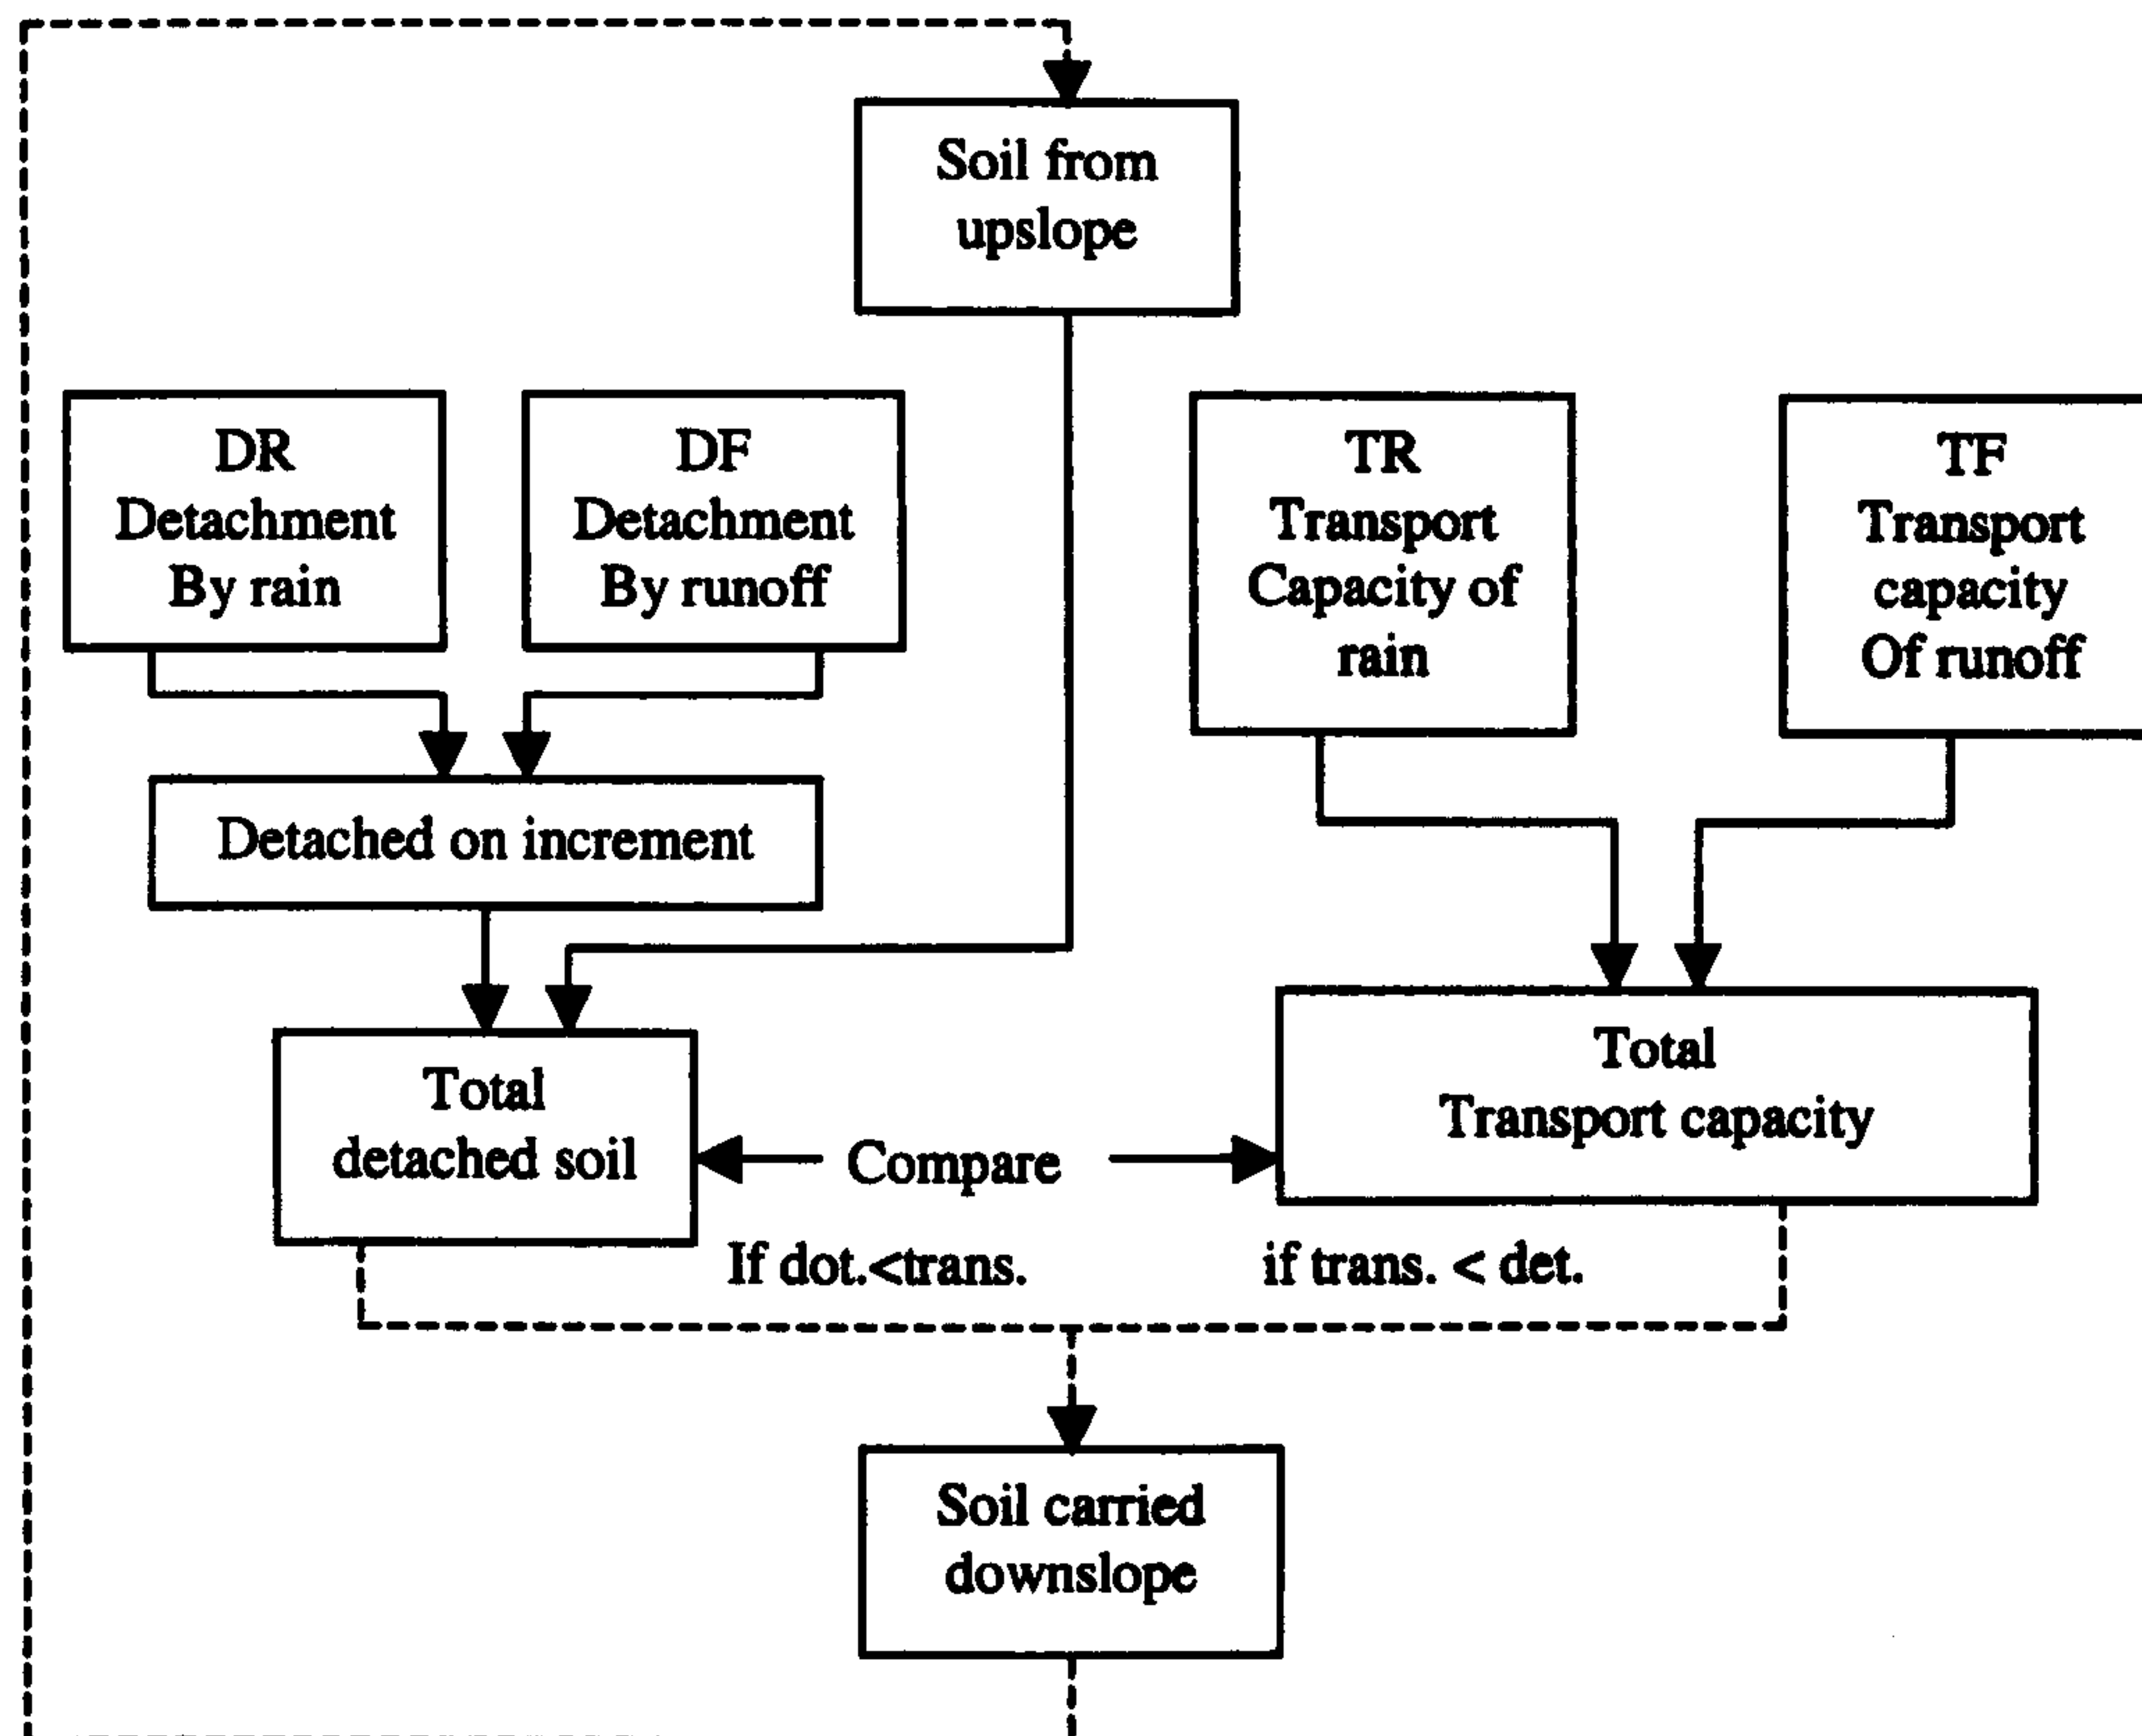 Soil from
upslope
DR
Detachment
By rain
DF
Detachment
By runoff
TR
Transport
Capacity of
rain
TF
Transport
capacity
Of runoff
Detached on increment
Total
detached soil
Compare
Total
Transport capacity
If dot.<trans.
if trans. < det.
Soil carried
downslope